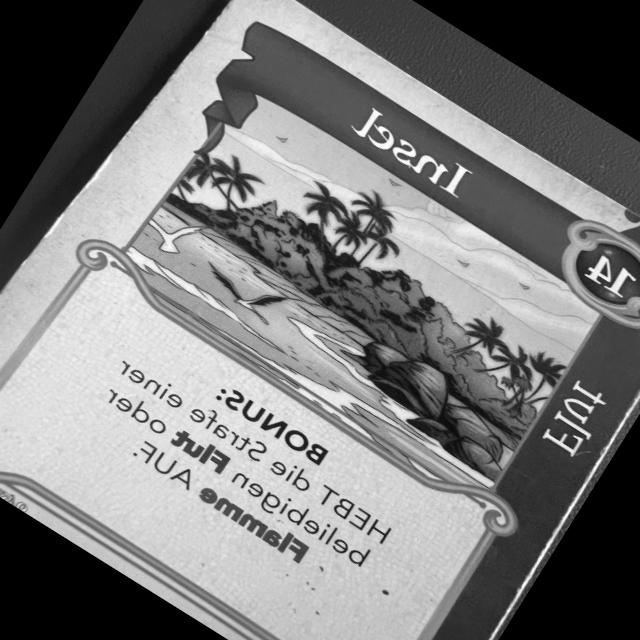 14
Insel
Flut
BONUS:
HEBT die Strafe einer
beliebigen Flut oder
Flamme AUF.